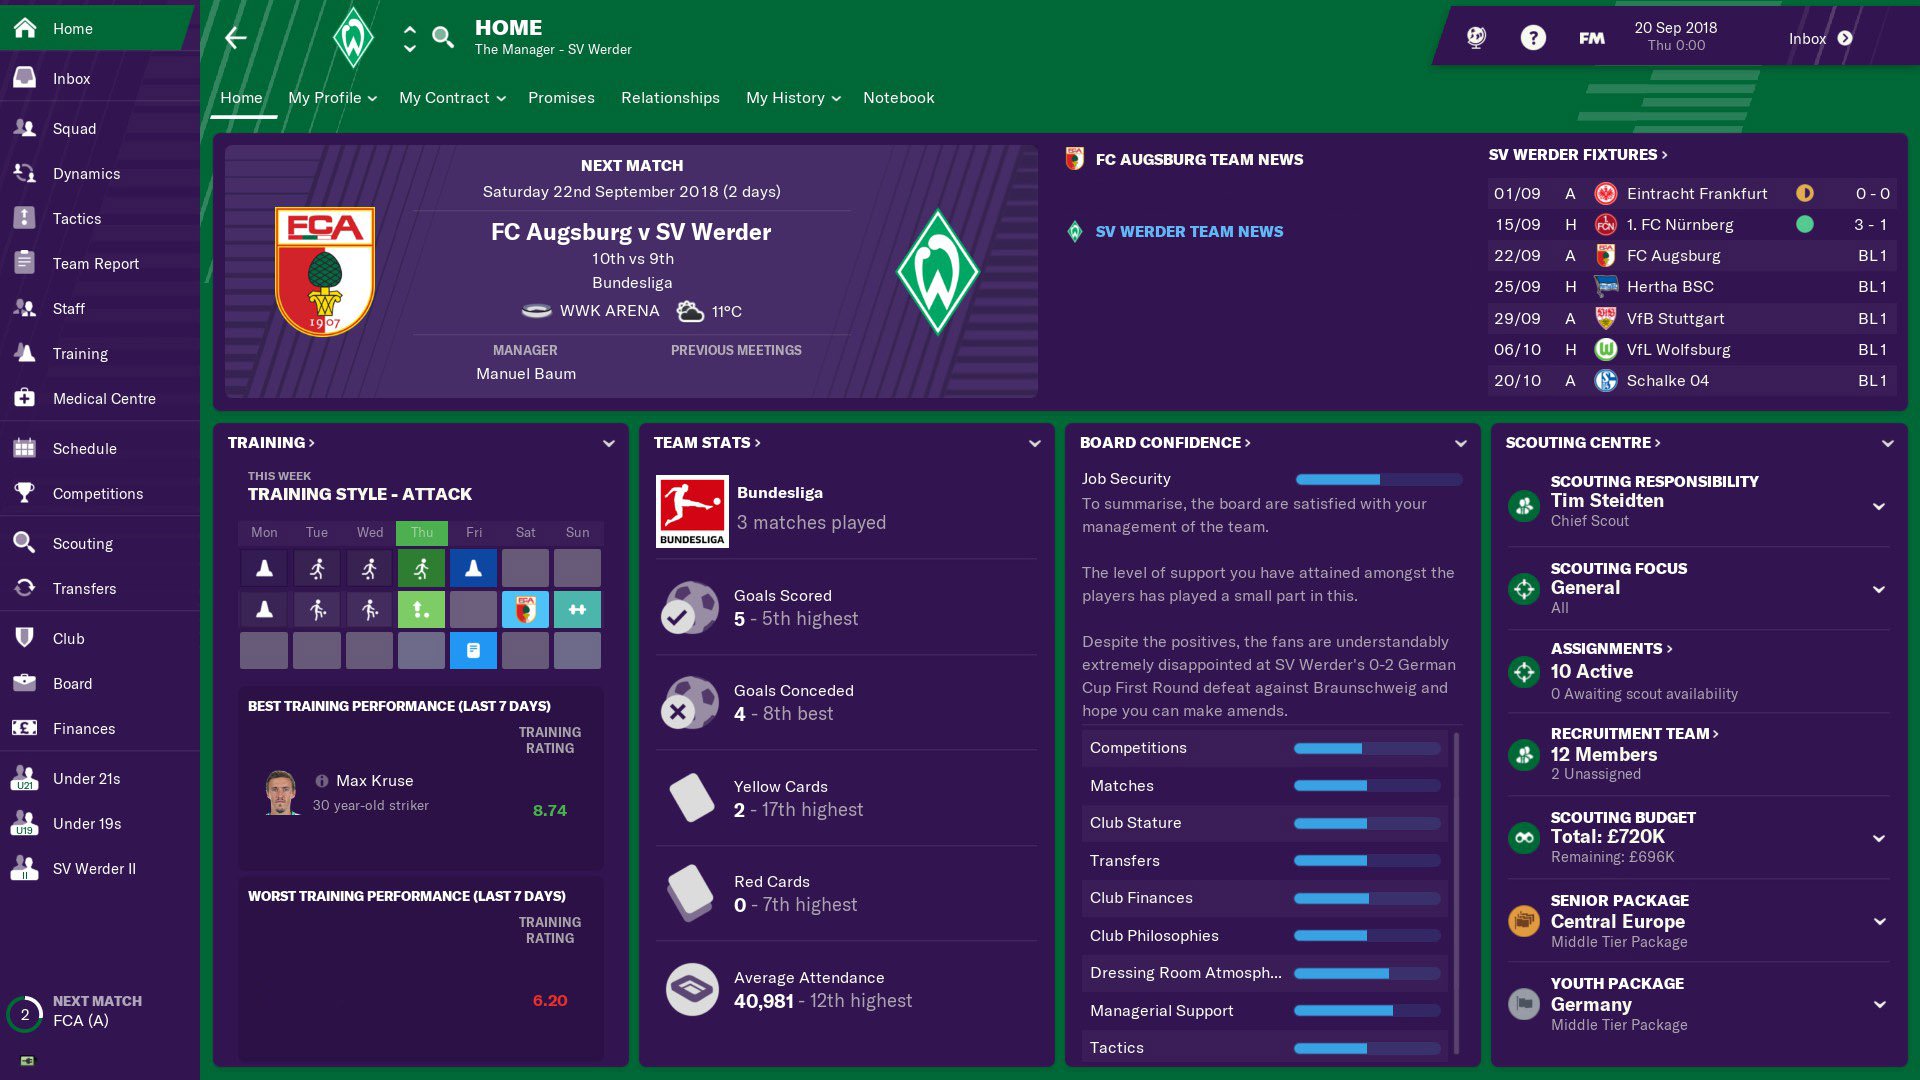 Home
Inbox
Squad
Dynamics
Tactics
Team Report
Staff
Training
Medical Centre
Schedule
Competitions
Scouting
Transfers
Club
Board
Finances
U21
Under 21s
U19
Under 19s
II
SV Werder II
2
NEXT MATCH
FCA (A)
HOME
The Manager - SV Werder
FM
20 Sep 2018
Thu 0:00
Inbox
Home
My Profile
My Contract
Promises
Relationships
My History
Notebook
NEXT MATCH
Saturday 22nd September 2018 (2 days)
FCA
1907
FC Augsburg v SV Werder
10th vs 9th
Bundesliga
WWK ARENA
11°C
MANAGER
PREVIOUS MEETINGS
Manuel Baum
FC AUGSBURG TEAM NEWS
SV WERDER TEAM NEWS
SV WERDER FIXTURES >
01/09 A Eintracht Frankfurt 0 - 0
15/09 H 1. FC Nürnberg 3 - 1
22/09 A FC Augsburg BL1
25/09 H Hertha BSC BL1
29/09 A VfB Stuttgart BL1
06/10 H VfL Wolfsburg BL1
20/10 A Schalke 04 BL1
TRAINING >
THIS WEEK
TRAINING STYLE - ATTACK
Mon Tue Wed Thu Fri Sat Sun
BEST TRAINING PERFORMANCE (LAST 7 DAYS)
TRAINING
RATING
Max Kruse
30 year-old striker
8.74
WORST TRAINING PERFORMANCE (LAST 7 DAYS)
TRAINING
RATING
6.20
TEAM STATS >
BUNDESLIGA
Bundesliga
3 matches played
Goals Scored
5 - 5th highest
Goals Conceded
4 - 8th best
Yellow Cards
2 - 17th highest
Red Cards
0 - 7th highest
Average Attendance
40,981 - 12th highest
BOARD CONFIDENCE >
Job Security
To summarise, the board are satisfied with your
management of the team.
The level of support you have attained amongst the
players has played a small part in this.
Despite the positives, the fans are understandably
extremely disappointed at SV Werder's 0-2 German
Cup First Round defeat against Braunschweig and
hope you can make amends.
Competitions
Matches
Club Stature
Transfers
Club Finances
Club Philosophies
Dressing Room Atmosph...
Managerial Support
Tactics
SCOUTING CENTRE >
SCOUTING RESPONSIBILITY
Tim Steidten
Chief Scout
SCOUTING FOCUS
General
All
ASSIGNMENTS >
10 Active
0 Awaiting scout availability
RECRUITMENT TEAM >
12 Members
2 Unassigned
SCOUTING BUDGET
Total: £720K
Remaining: £696K
SENIOR PACKAGE
Central Europe
Middle Tier Package
YOUTH PACKAGE
Germany
Middle Tier Package